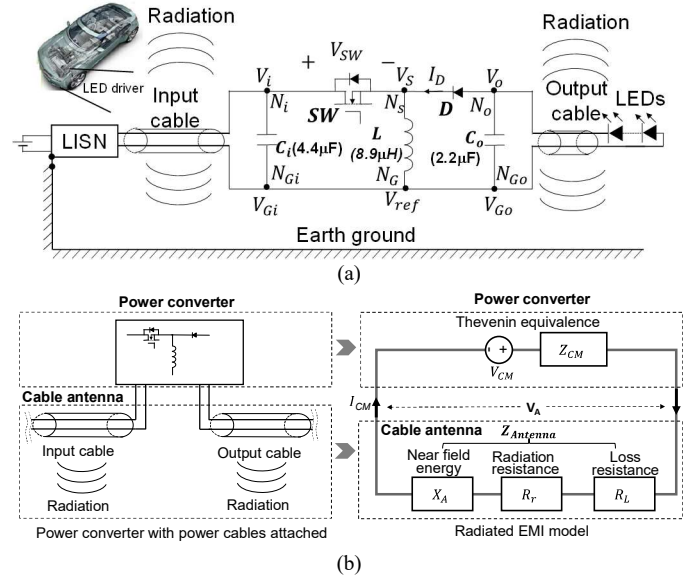 Radiation
LED driver
Input
cable
LISN
+ V_SW −
V_i
N_i
SW
V_S
N_s
I_D
D
V_o
N_o
L
(8.9μH)
C_i(4.4μF)
C_o
(2.2μF)
N_Gi
V_Gi
N_G
V_ref
N_Go
V_Go
Radiation
Output
cable
LEDs
Earth ground
(a)
Power converter
Cable antenna
Input cable
Output cable
Radiation
Radiation
Power converter with power cables attached
Power converter
Thevenin equivalence
V_CM
Z_CM
I_CM
V_A
Cable antenna
Z_Antenna
Near field
energy
Radiation
resistance
Loss
resistance
X_A
R_r
R_L
Radiated EMI model
(b)